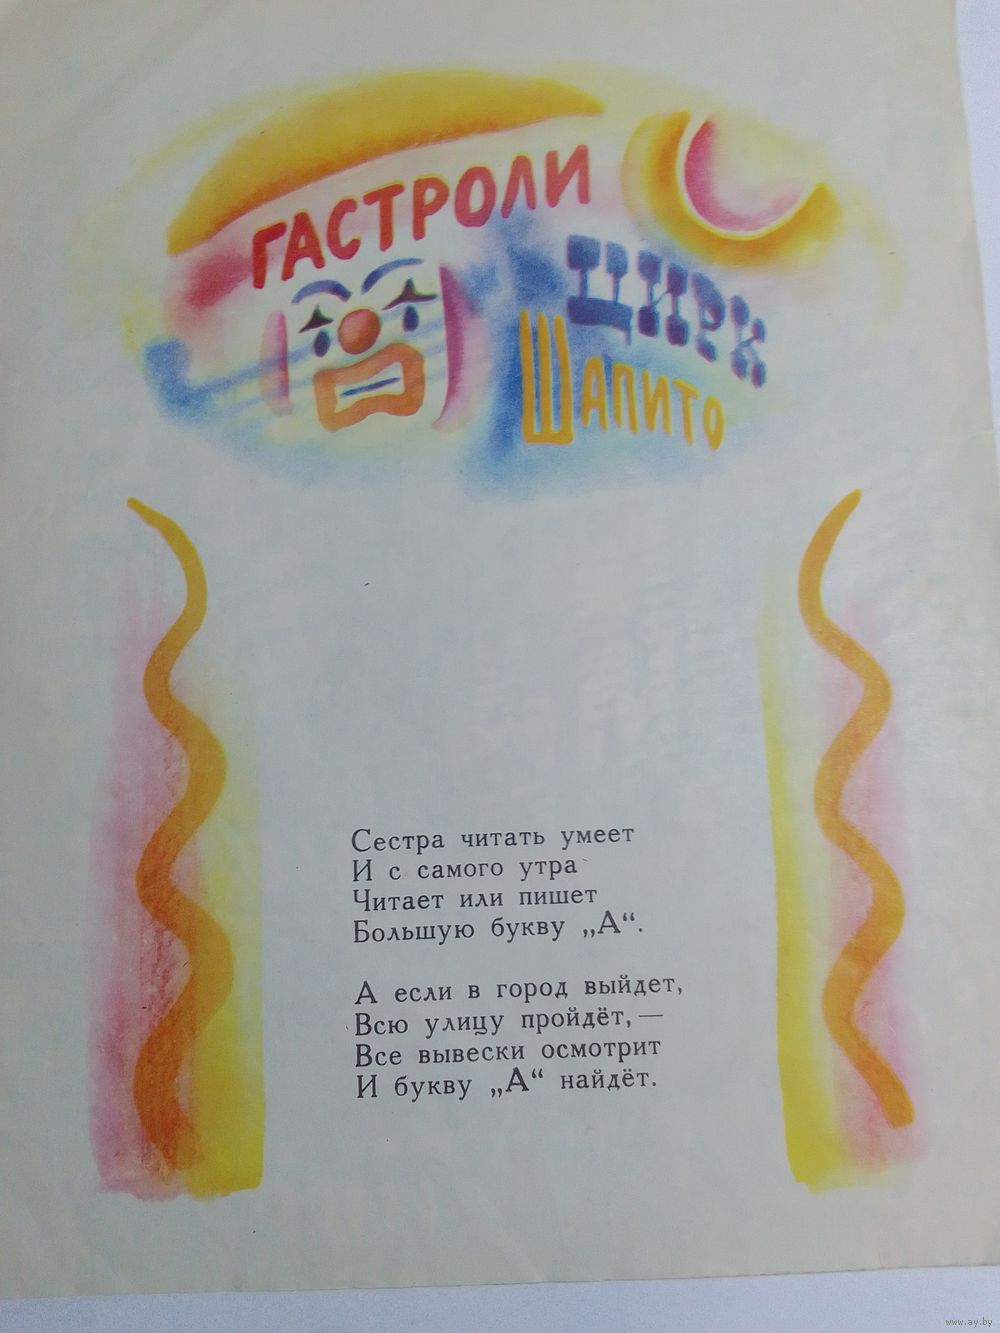 ГАСТРОЛИ
ЦИРК
ШАПИТО
Сестра читать умеет
И с самого утра
Читает или пишет
Большую букву „А“.
А если в город выйдет,
Всю улицу пройдёт, —
Все вывески осмотрит
И букву „А“ найдёт.
www.ay.by